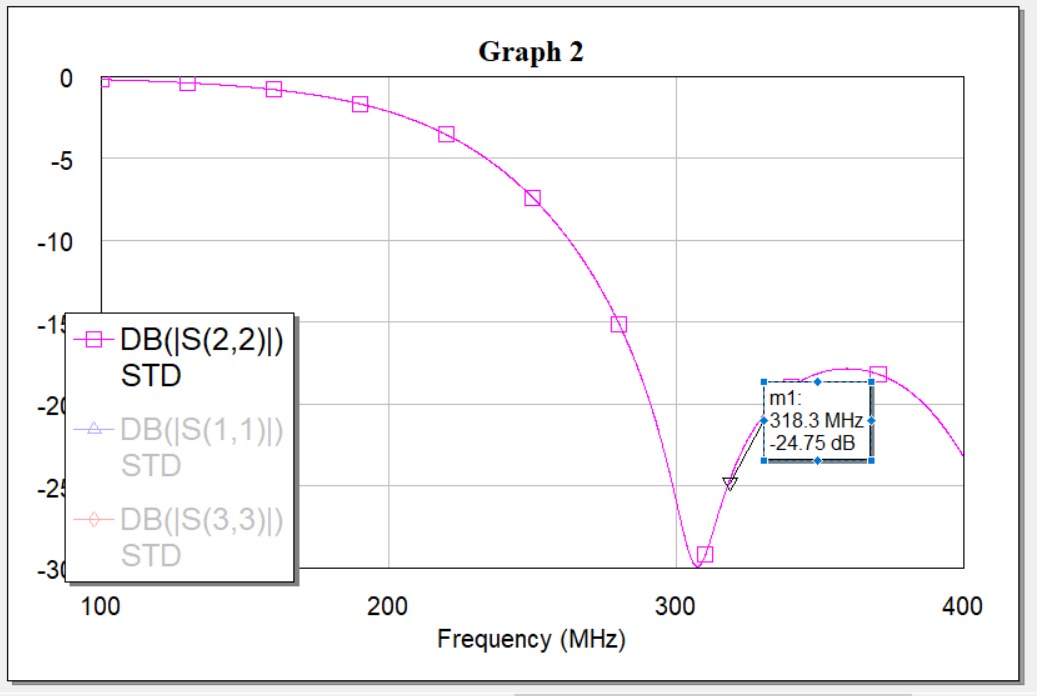 Graph 2
0
-5
-10
-15
-20
-25
-30
DB(|S(2,2)|)
STD
DB(|S(1,1)|)
STD
DB(|S(3,3)|)
STD
m1:
318.3 MHz
-24.75 dB
100
200
300
400
Frequency (MHz)